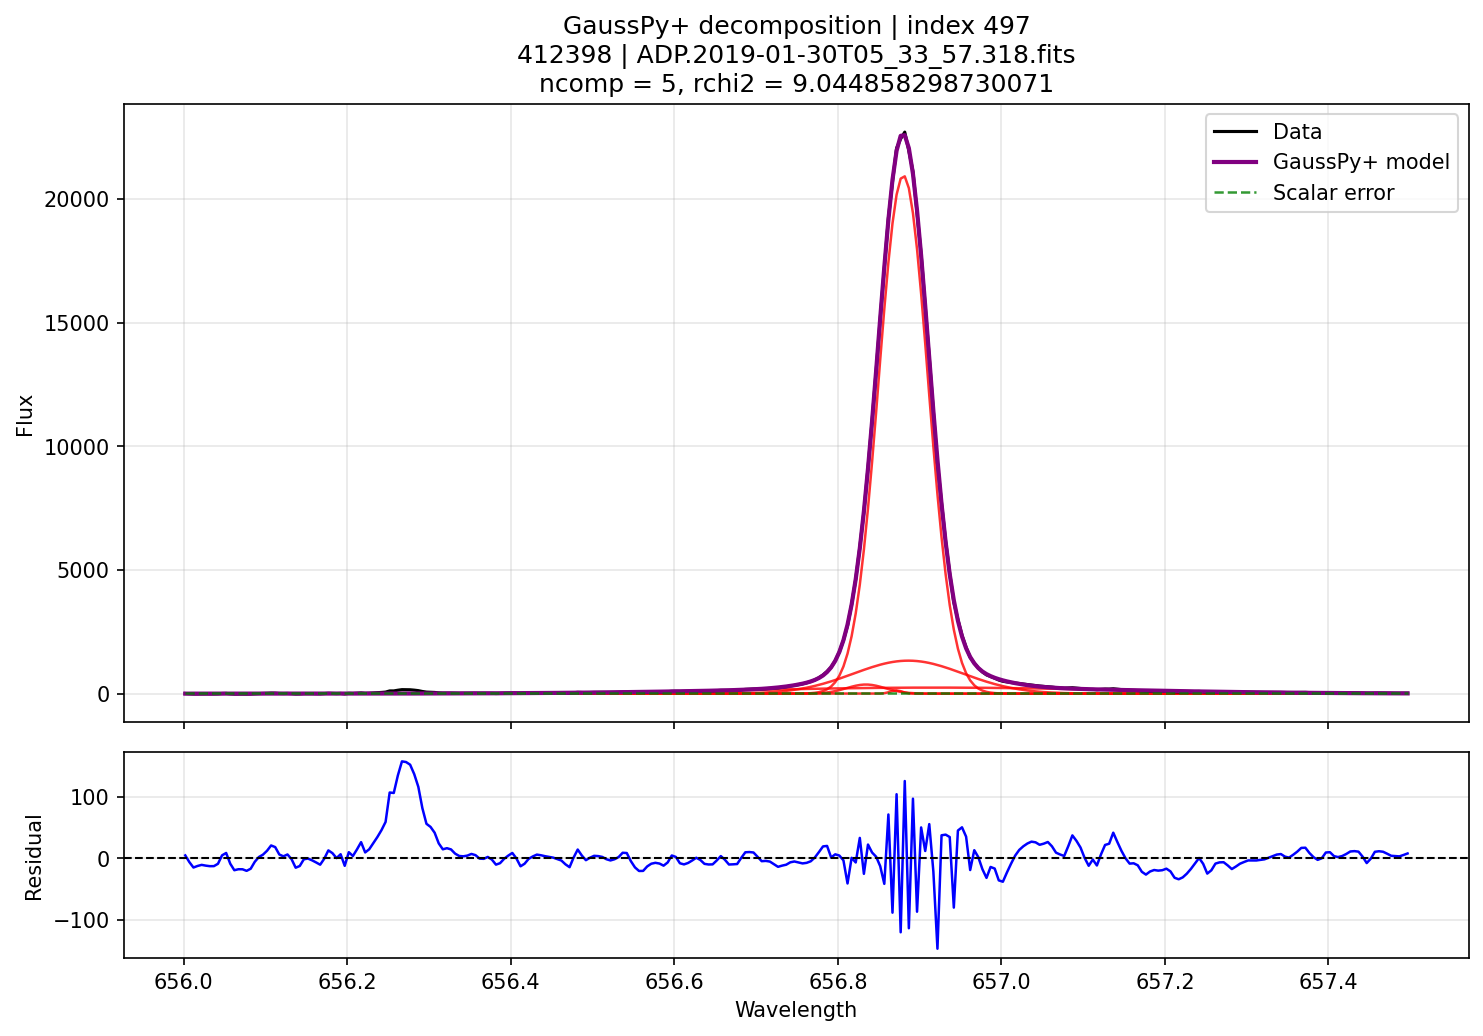 GaussPy+ decomposition | index 497
412398 | ADP.2019-01-30T05_33_57.318.fits
ncomp = 5, rchi2 = 9.044858298730071
Data
GaussPy+ model
Scalar error
Flux
20000
15000
10000
5000
0
Residual
100
0
−100
656.0
656.2
656.4
656.6
656.8
657.0
657.2
657.4
Wavelength